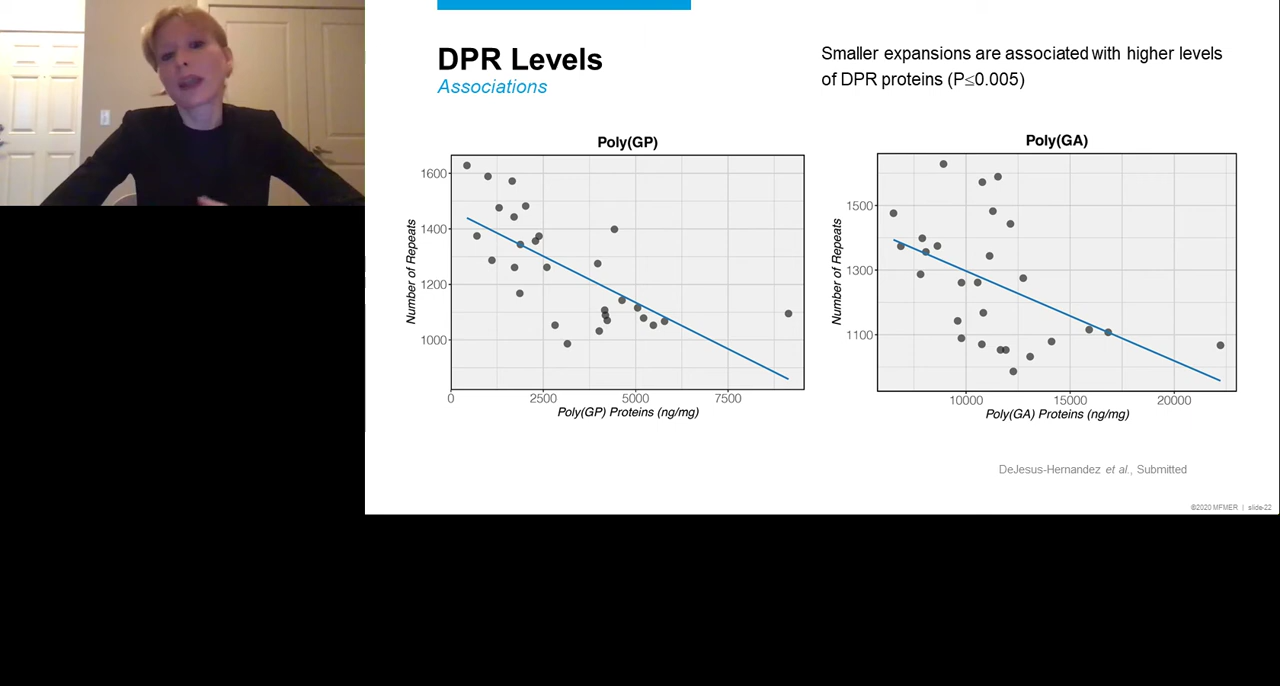 DPR Levels
Associations
Smaller expansions are associated with higher levels
of DPR proteins (P≤0.005)
Poly(GP)
Number of Repeats
1600
1400
1200
1000
0 2500 5000 7500
Poly(GP) Proteins (ng/mg)
Poly(GA)
Number of Repeats
1500
1300
1100
10000 15000 20000
Poly(GA) Proteins (ng/mg)
DeJesus-Hernandez et al., Submitted
©2020 MFMER | slide-22